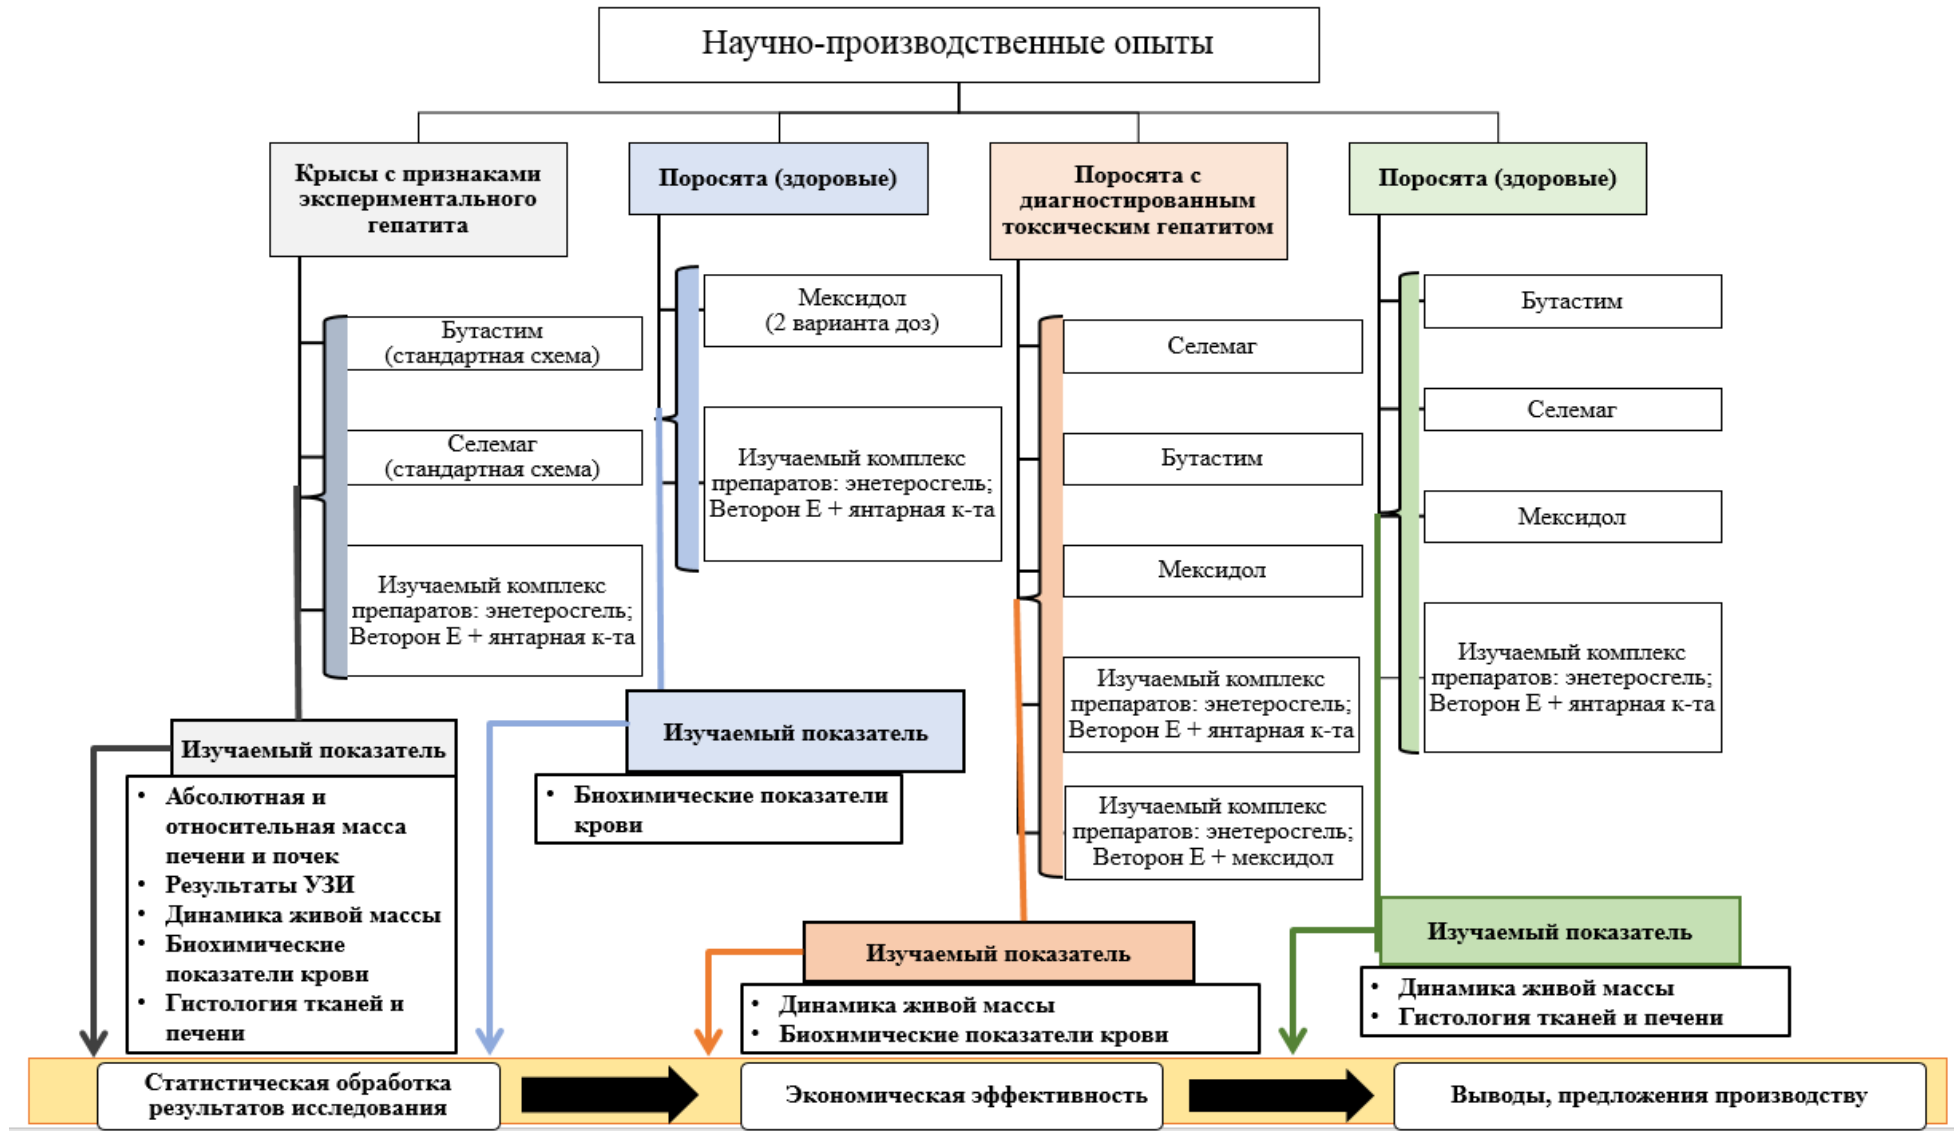 Научно-производственные опыты
Крысы с признаками
экспериментального
гепатита
Бутастим
(стандартная схема)
Селемаг
(стандартная схема)
Изучаемый комплекс
препаратов: энетеросгель;
Веторон Е + янтарная к-та
Изучаемый показатель
• Абсолютная и
относительная масса
печени и почек
• Результаты УЗИ
• Динамика живой массы
• Биохимические
показатели крови
• Гистология тканей и
печени
Поросята (здоровые)
Мексидол
(2 варианта доз)
Изучаемый комплекс
препаратов: энетеросгель;
Веторон Е + янтарная к-та
Изучаемый показатель
• Биохимические показатели
крови
Поросята с
диагностированным
токсическим гепатитом
Селемаг
Бутастим
Мексидол
Изучаемый комплекс
препаратов: энетеросгель;
Веторон Е + янтарная к-та
Изучаемый комплекс
препаратов: энетеросгель;
Веторон Е + мексидол
Изучаемый показатель
• Динамика живой массы
• Биохимические показатели крови
Поросята (здоровые)
Бутастим
Селемаг
Мексидол
Изучаемый комплекс
препаратов: энетеросгель;
Веторон Е + янтарная к-та
Изучаемый показатель
• Динамика живой массы
• Гистология тканей и печени
Статистическая обработка
результатов исследования
Экономическая эффективность
Выводы, предложения производству